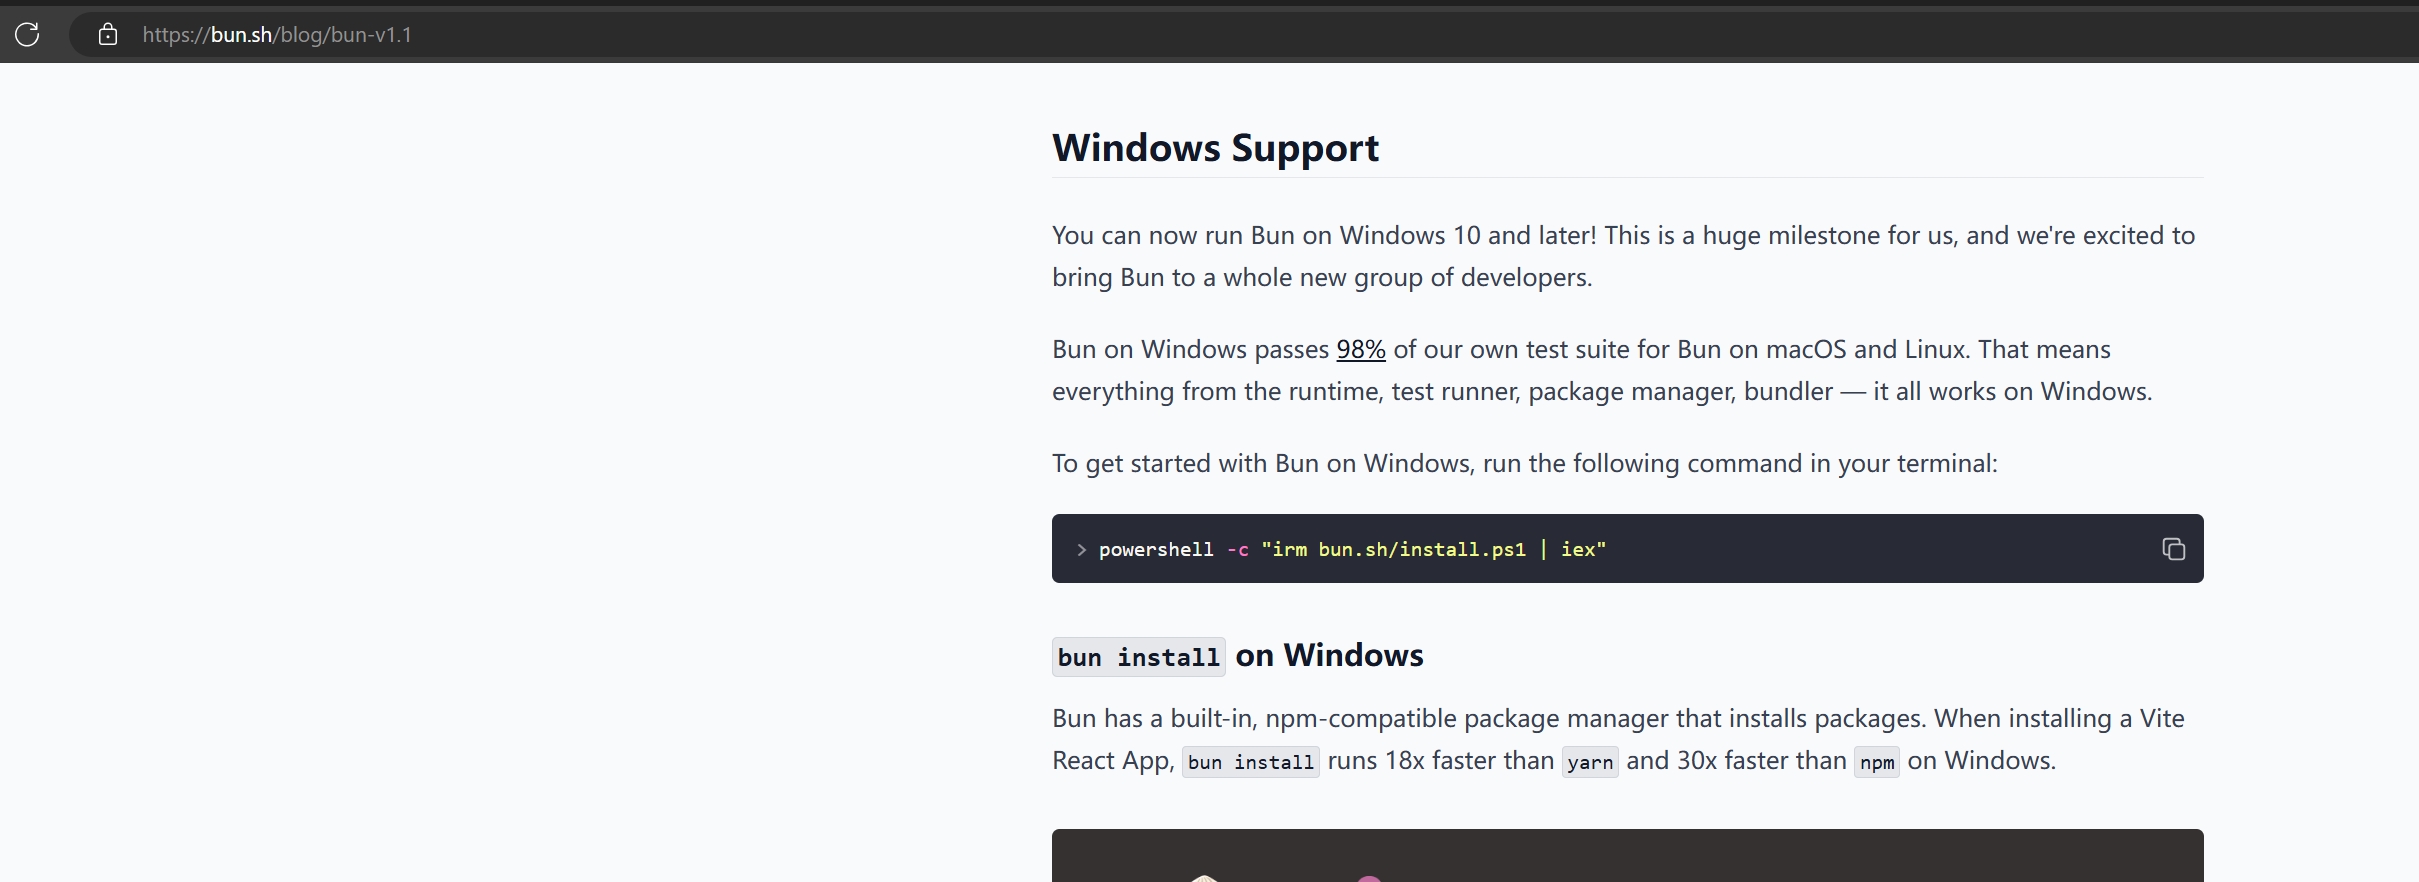 https://bun.sh/blog/bun-v1.1
Windows Support
You can now run Bun on Windows 10 and later! This is a huge milestone for us, and we're excited to
bring Bun to a whole new group of developers.
Bun on Windows passes 98% of our own test suite for Bun on macOS and Linux. That means
everything from the runtime, test runner, package manager, bundler — it all works on Windows.
To get started with Bun on Windows, run the following command in your terminal:
> powershell -c "irm bun.sh/install.ps1 | iex"
bun install on Windows
Bun has a built-in, npm-compatible package manager that installs packages. When installing a Vite
React App, bun install runs 18x faster than yarn and 30x faster than npm on Windows.